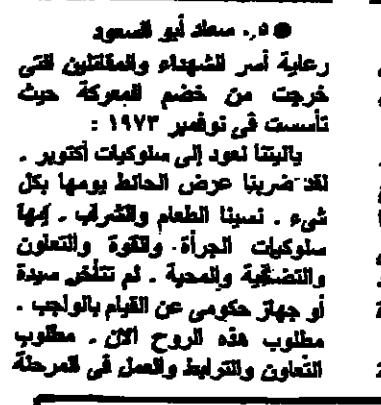 ● د. سعاد أبو السعود
رعاية أسر الشهداء والمقاتلين التى
خرجت من خضم المعركة حيث
تأسست فى نوفمبر ١٩٧٣ :
ياليتنا نعود إلى سلوكيات أكتوبر .
لقد ضربنا عرض الحائط يومها بكل
شىء . نسينا الطعام والشراب . إنها
سلوكيات الجرأة والقوة والتعاون
والتضحية والمحبة . لم تتأخر سيدة
أو جهاز حكومى عن القيام بالواجب .
مطلوب هذه الروح الآن . مطلوب
التعاون والترابط والعمل فى المرحلة